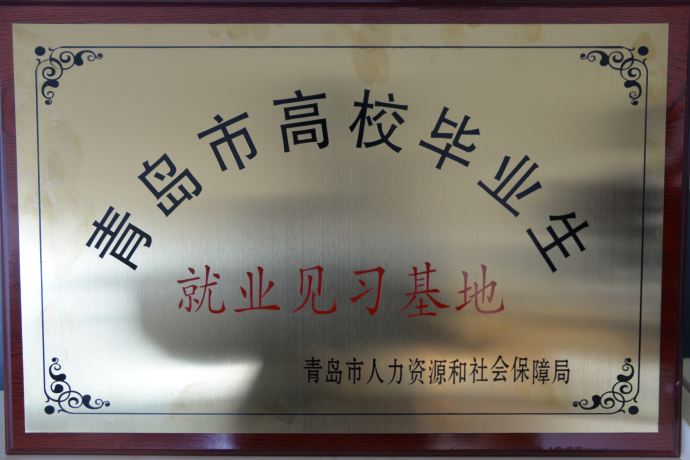 青岛市高校毕业生
就业见习基地
青岛市人力资源和社会保障局